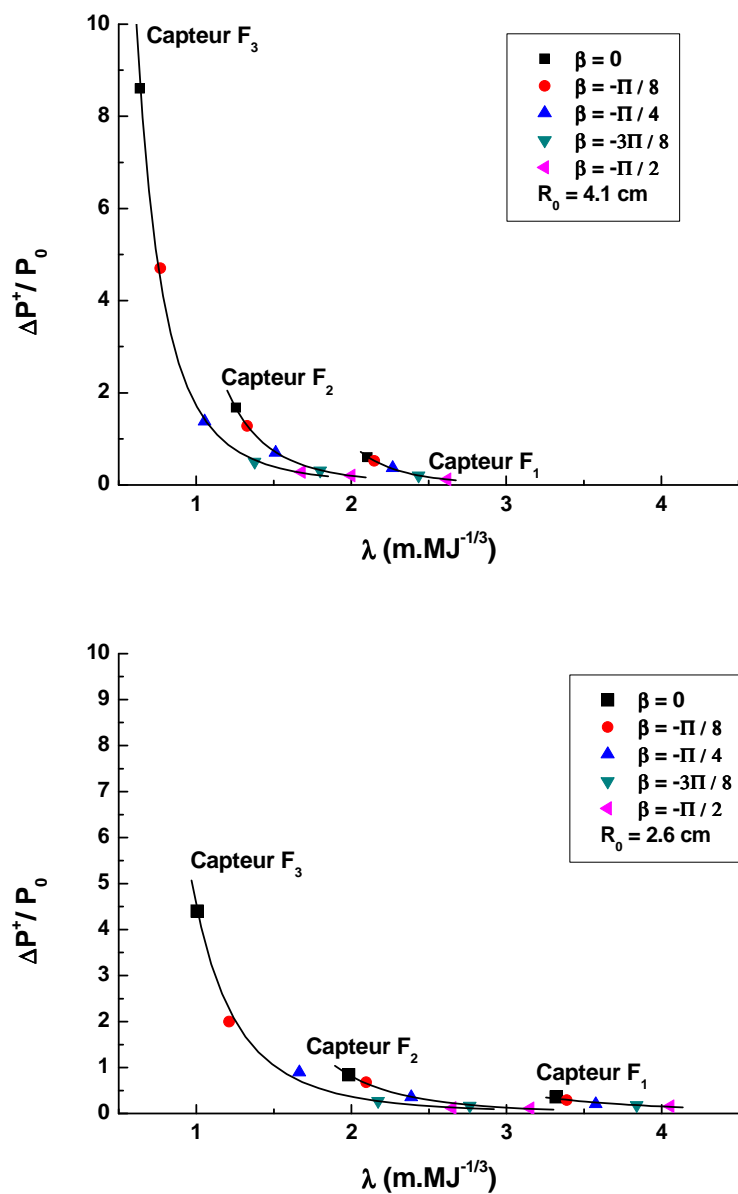 Capteur F₃
β = 0
β = -Π / 8
β = -Π / 4
β = -3Π / 8
β = -Π / 2
R₀ = 4.1 cm
10
8
6
4
2
0
ΔP⁺/ P₀
Capteur F₂
Capteur F₁
1
2
3
4
λ (m.MJ⁻¹/³)
β = 0
β = -Π / 8
β = -Π / 4
β = -3Π / 8
β = -Π / 2
R₀ = 2.6 cm
10
9
8
7
6
5
4
3
2
1
0
ΔP⁺/ P₀
Capteur F₃
Capteur F₂
Capteur F₁
1
2
3
4
λ (m.MJ⁻¹/³)